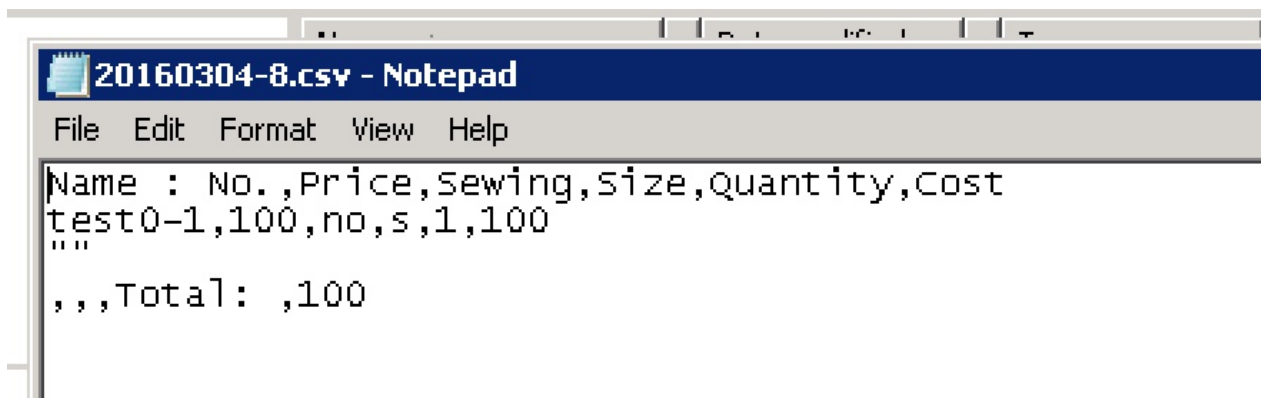 20160304-8.csv - Notepad
File Edit Format View Help
Name : No.,Price,Sewing,Size,Quantity,Cost
test0-1,100,no,s,1,100
""
,,,Total: ,100